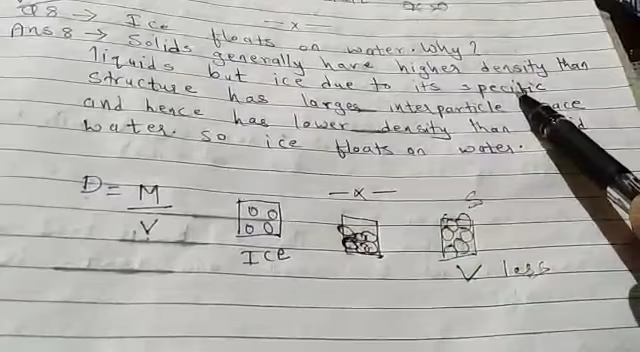 Q8 → Ice floats on water. Why?
Ans 8 → Solids generally have higher density than
liquids but ice due to its specific
structure has larges interparticle
and hence has lower density than
water. so ice floats on water.
— x —
D = M
V
Ice
S
V less